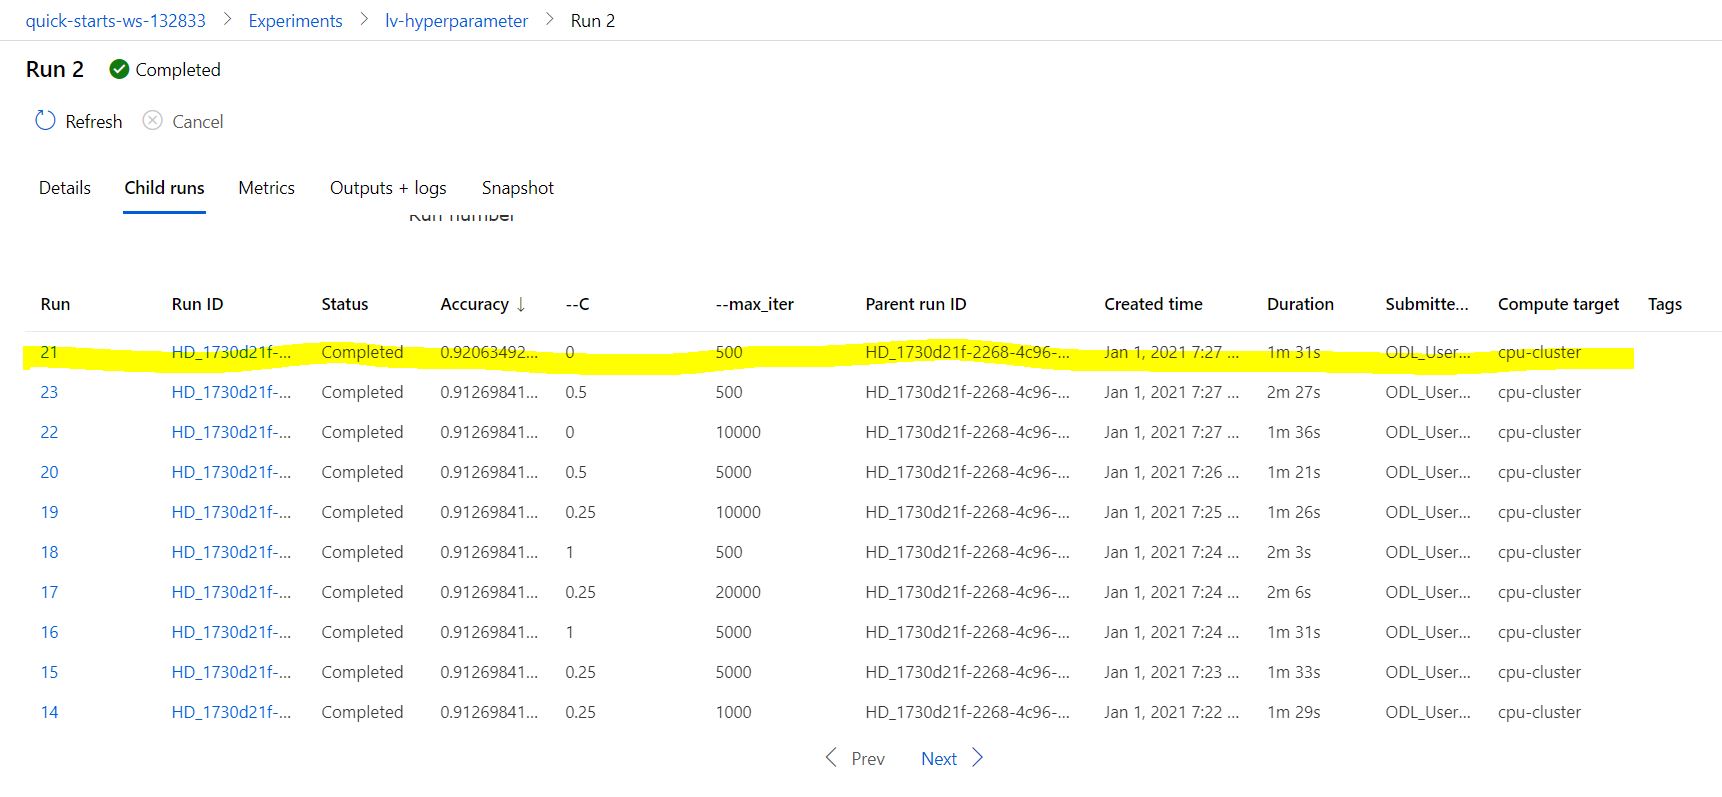 quick-starts-ws-132833 > Experiments > lv-hyperparameter > Run 2
Run 2 Completed
Refresh Cancel
Details Child runs Metrics Outputs + logs Snapshot
Run number
Run Run ID Status Accuracy ↓ --C --max_iter Parent run ID Created time Duration Submitte... Compute target Tags
21 HD_1730d21f-... Completed 0.92063492... 0 500 HD_1730d21f-2268-4c96-... Jan 1, 2021 7:27 ... 1m 31s ODL_User... cpu-cluster
23 HD_1730d21f-... Completed 0.91269841... 0.5 500 HD_1730d21f-2268-4c96-... Jan 1, 2021 7:27 ... 2m 27s ODL_User... cpu-cluster
22 HD_1730d21f-... Completed 0.91269841... 0 10000 HD_1730d21f-2268-4c96-... Jan 1, 2021 7:27 ... 1m 36s ODL_User... cpu-cluster
20 HD_1730d21f-... Completed 0.91269841... 0.5 5000 HD_1730d21f-2268-4c96-... Jan 1, 2021 7:26 ... 1m 21s ODL_User... cpu-cluster
19 HD_1730d21f-... Completed 0.91269841... 0.25 10000 HD_1730d21f-2268-4c96-... Jan 1, 2021 7:25 ... 1m 26s ODL_User... cpu-cluster
18 HD_1730d21f-... Completed 0.91269841... 1 500 HD_1730d21f-2268-4c96-... Jan 1, 2021 7:24 ... 2m 3s ODL_User... cpu-cluster
17 HD_1730d21f-... Completed 0.91269841... 0.25 20000 HD_1730d21f-2268-4c96-... Jan 1, 2021 7:24 ... 2m 6s ODL_User... cpu-cluster
16 HD_1730d21f-... Completed 0.91269841... 1 5000 HD_1730d21f-2268-4c96-... Jan 1, 2021 7:24 ... 1m 31s ODL_User... cpu-cluster
15 HD_1730d21f-... Completed 0.91269841... 0.25 5000 HD_1730d21f-2268-4c96-... Jan 1, 2021 7:23 ... 1m 33s ODL_User... cpu-cluster
14 HD_1730d21f-... Completed 0.91269841... 0.25 1000 HD_1730d21f-2268-4c96-... Jan 1, 2021 7:22 ... 1m 29s ODL_User... cpu-cluster
< Prev Next >